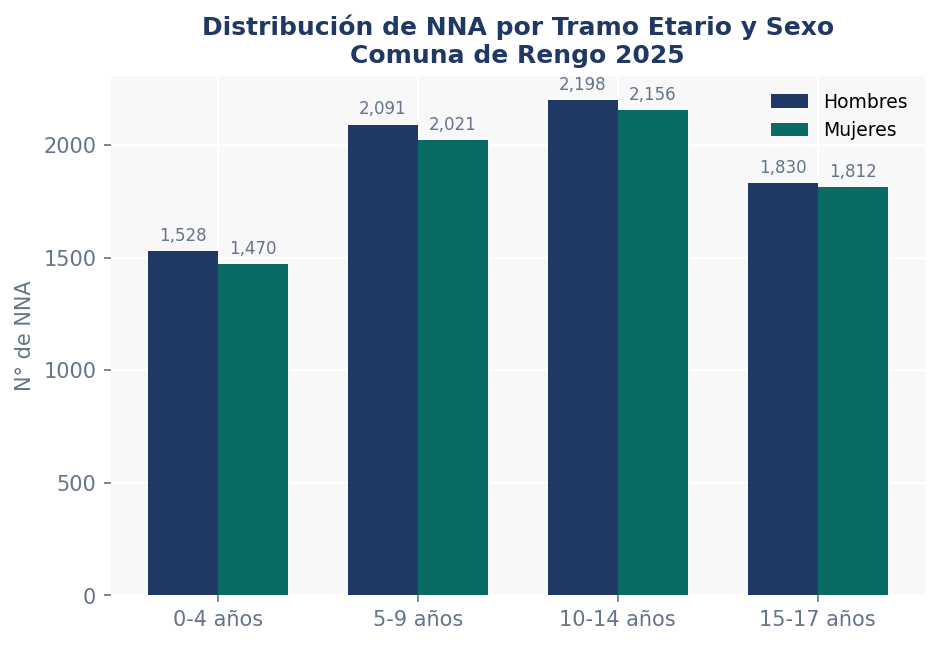 Distribución de NNA por Tramo Etario y Sexo
Comuna de Rengo 2025
Hombres
Mujeres
N° de NNA
2000
1500
1000
500
0
1,528
1,470
2,091
2,021
2,198
2,156
1,830
1,812
0-4 años
5-9 años
10-14 años
15-17 años